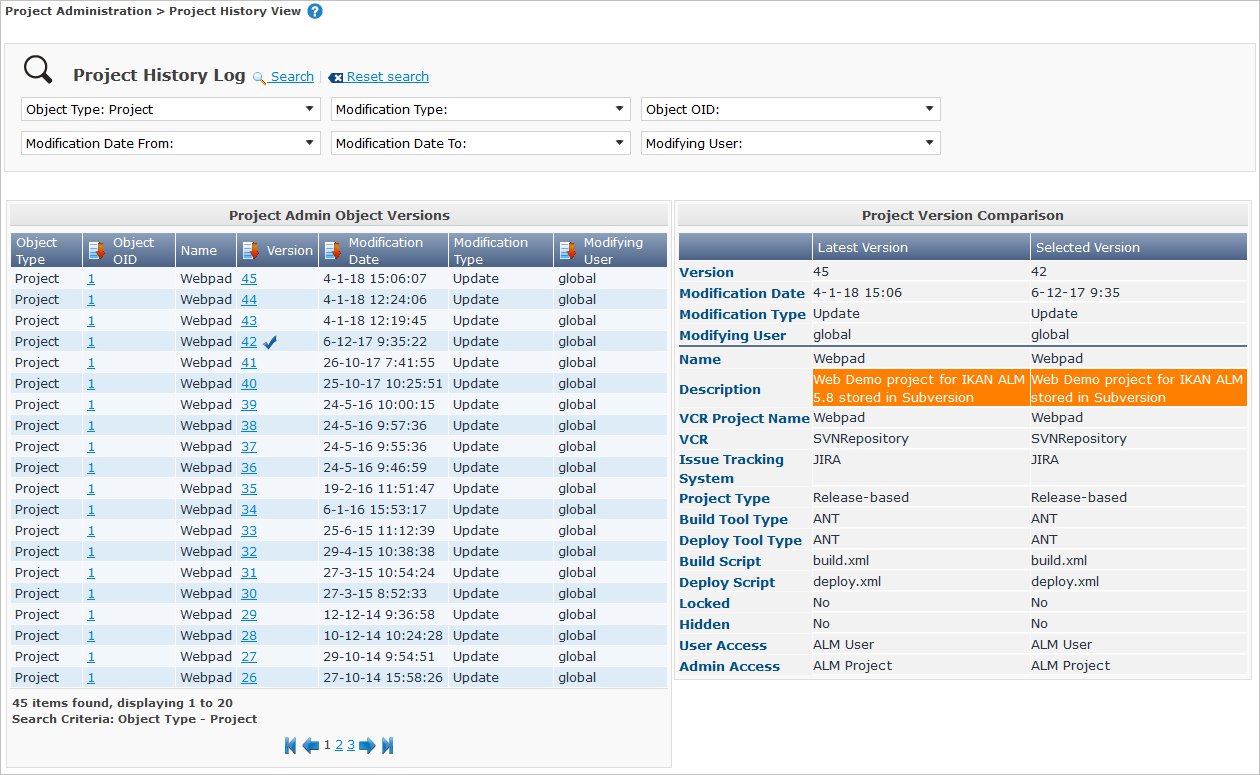 Project Administration > Project History View ?
Project History Log Search | Reset search
Object Type: Project
Modification Type:
Object OID:
Modification Date From:
Modification Date To:
Modifying User:
Project Admin Object Versions
Object Type Object OID Name Version Modification Date Modification Type Modifying User
Project 1 Webpad 45 4-1-18 15:06:07 Update global
Project 1 Webpad 44 4-1-18 12:24:06 Update global
Project 1 Webpad 43 4-1-18 12:19:45 Update global
Project 1 Webpad 42 6-12-17 9:35:22 Update global
Project 1 Webpad 41 26-10-17 7:41:55 Update global
Project 1 Webpad 40 25-10-17 10:25:51 Update global
Project 1 Webpad 39 24-5-16 10:00:15 Update global
Project 1 Webpad 38 24-5-16 9:57:36 Update global
Project 1 Webpad 37 24-5-16 9:55:36 Update global
Project 1 Webpad 36 24-5-16 9:46:59 Update global
Project 1 Webpad 35 19-2-16 11:51:47 Update global
Project 1 Webpad 34 6-1-16 15:53:17 Update global
Project 1 Webpad 33 25-6-15 11:12:39 Update global
Project 1 Webpad 32 29-4-15 10:38:38 Update global
Project 1 Webpad 31 27-3-15 10:54:24 Update global
Project 1 Webpad 30 27-3-15 8:52:33 Update global
Project 1 Webpad 29 12-12-14 9:36:58 Update global
Project 1 Webpad 28 10-12-14 10:24:28 Update global
Project 1 Webpad 27 29-10-14 9:54:51 Update global
Project 1 Webpad 26 27-10-14 15:58:26 Update global
45 items found, displaying 1 to 20
Search Criteria: Object Type - Project
1 2 3
Project Version Comparison
Latest Version Selected Version
Version 45 42
Modification Date 4-1-18 15:06 6-12-17 9:35
Modification Type Update Update
Modifying User global global
Name Webpad Webpad
Description Web Demo project for IKAN ALM 5.8 stored in Subversion Web Demo project for IKAN ALM stored in Subversion
VCR Project Name Webpad Webpad
VCR SVNRepository SVNRepository
Issue Tracking System JIRA JIRA
Project Type Release-based Release-based
Build Tool Type ANT ANT
Deploy Tool Type ANT ANT
Build Script build.xml build.xml
Deploy Script deploy.xml deploy.xml
Locked No No
Hidden No No
User Access ALM User ALM User
Admin Access ALM Project ALM Project